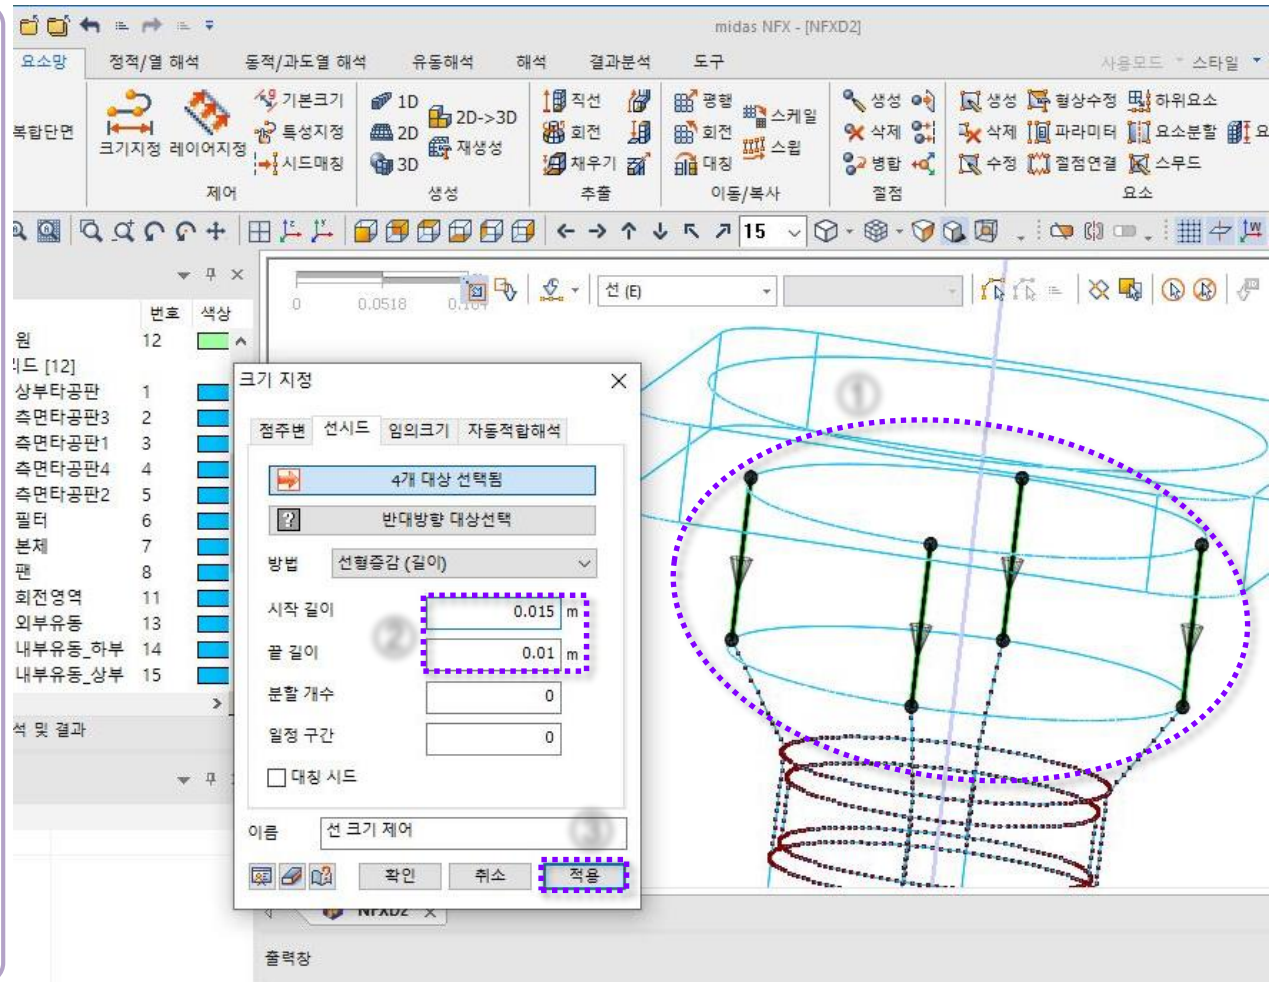 midas NFX - [NFXD2]
요소망 정적/열 해석 동적/과도열 해석 유동해석 해석 결과분석 도구 사용모드 스타일
복합단면 크기지정 레이어지정 기본크기 특성지정 시드매칭 제어
1D 2D 3D 2D->3D 재생성 생성
직선 회전 채우기 추출
평행 회전 대칭 스케일 스윕 이동/복사
생성 삭제 병합 절점
생성 삭제 수정 형상수정 파라미터 절점연결 하위요소 요소분할 스무드 요소
15
0 0.0518
선 (E)
번호 색상
원 12
리드 [12]
상부타공판 1
측면타공판3 2
측면타공판1 3
측면타공판4 4
측면타공판2 5
필터 6
본체 7
팬 8
회전영역 11
외부유동 13
내부유동_하부 14
내부유동_상부 15
석 및 결과
크기 지정
점주변 선시드 임의크기 자동적합해석
4개 대상 선택됨
반대방향 대상선택
방법 선형증감 (길이)
시작 길이 0.015 m
끝 길이 0.01 m
분할 개수 0
일정 구간 0
대칭 시드
이름 선 크기 제어
확인 취소 적용
①
②
③
NFXD2
출력창